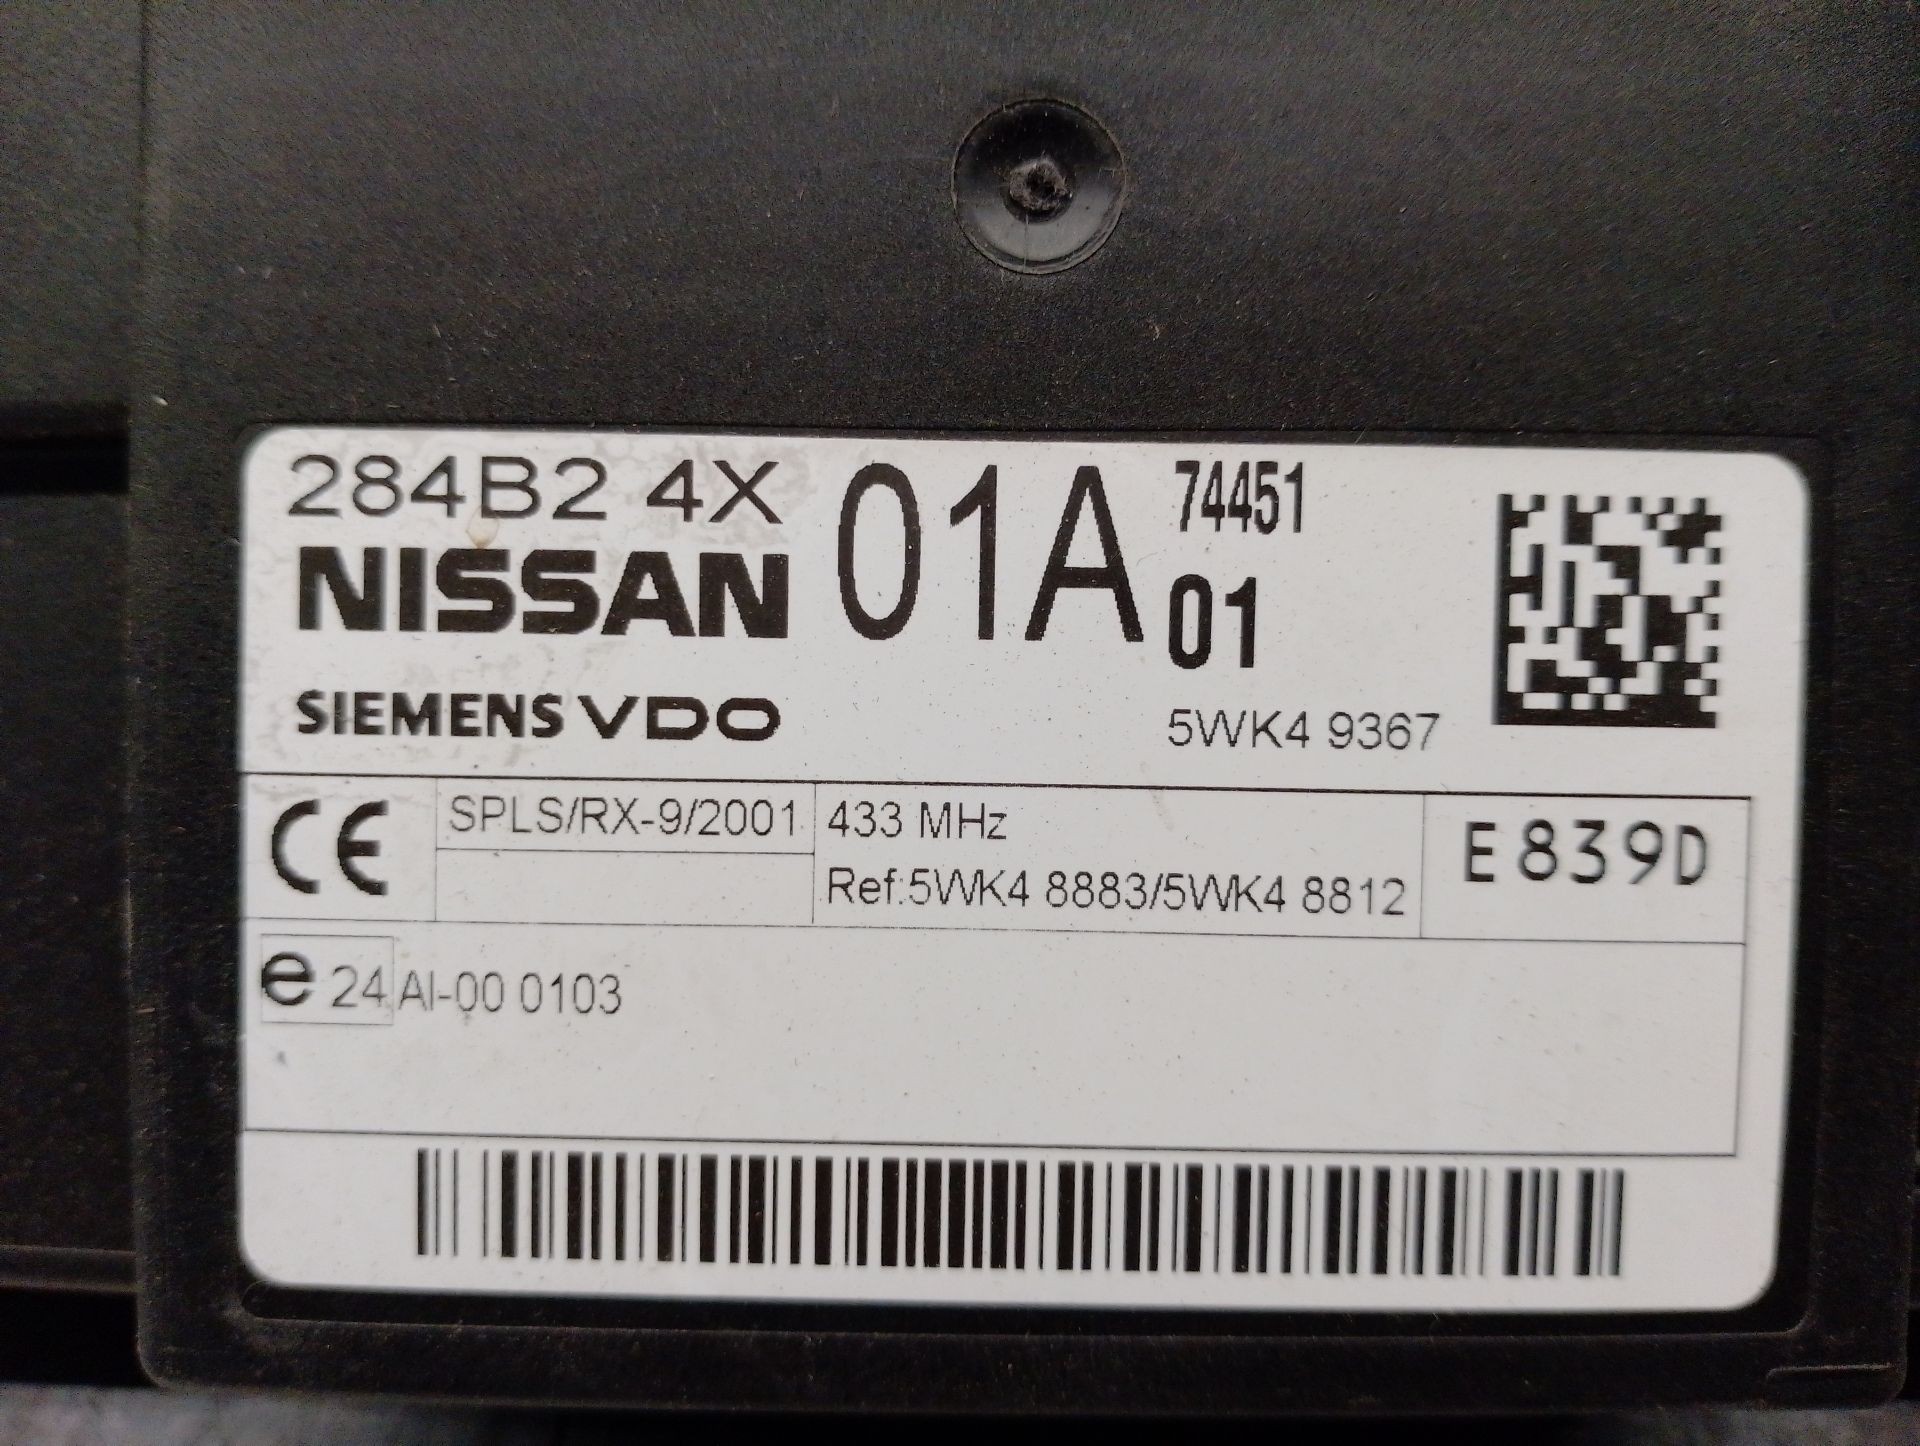 284B2 4X 01A 74451
NISSAN 01
SIEMENS VDO 5WK4 9367
CE SPLS/RX-9/2001 433 MHz E 839D
Ref:5WK4 8883/5WK4 8812
e 24 AI-00 0103